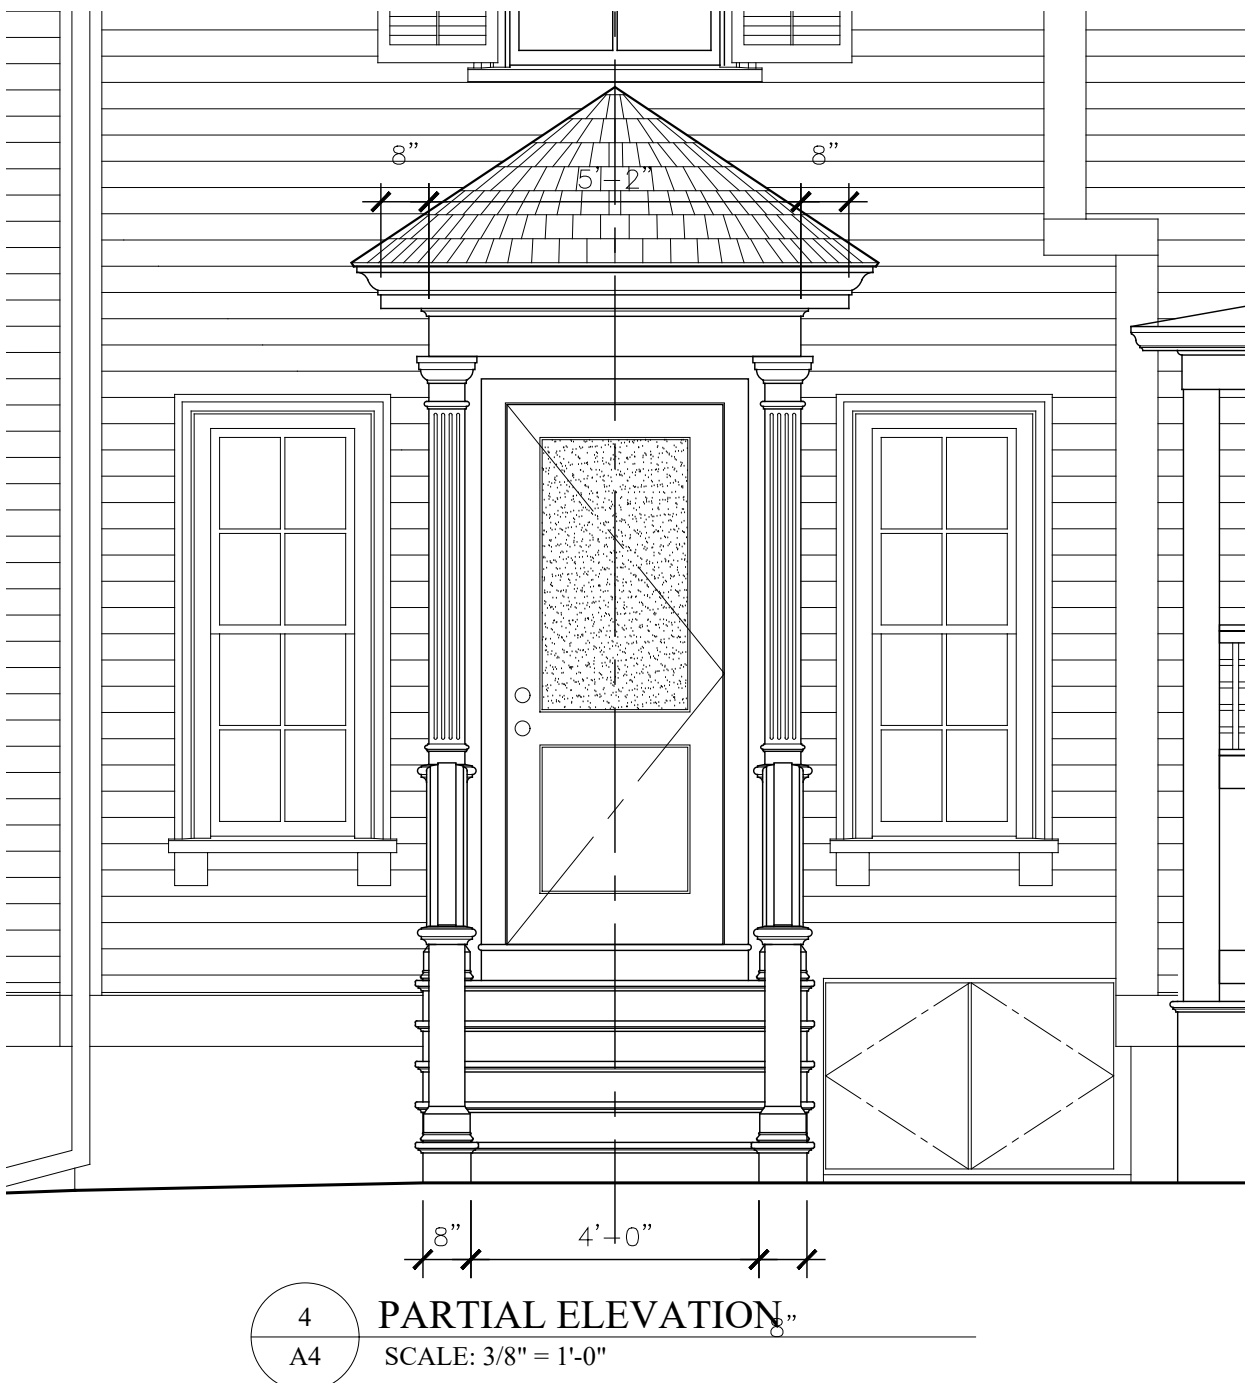 8” 8”
5'-2”
8” 4'-0”
4 PARTIAL ELEVATION 8”
A4 SCALE: 3/8" = 1'-0"